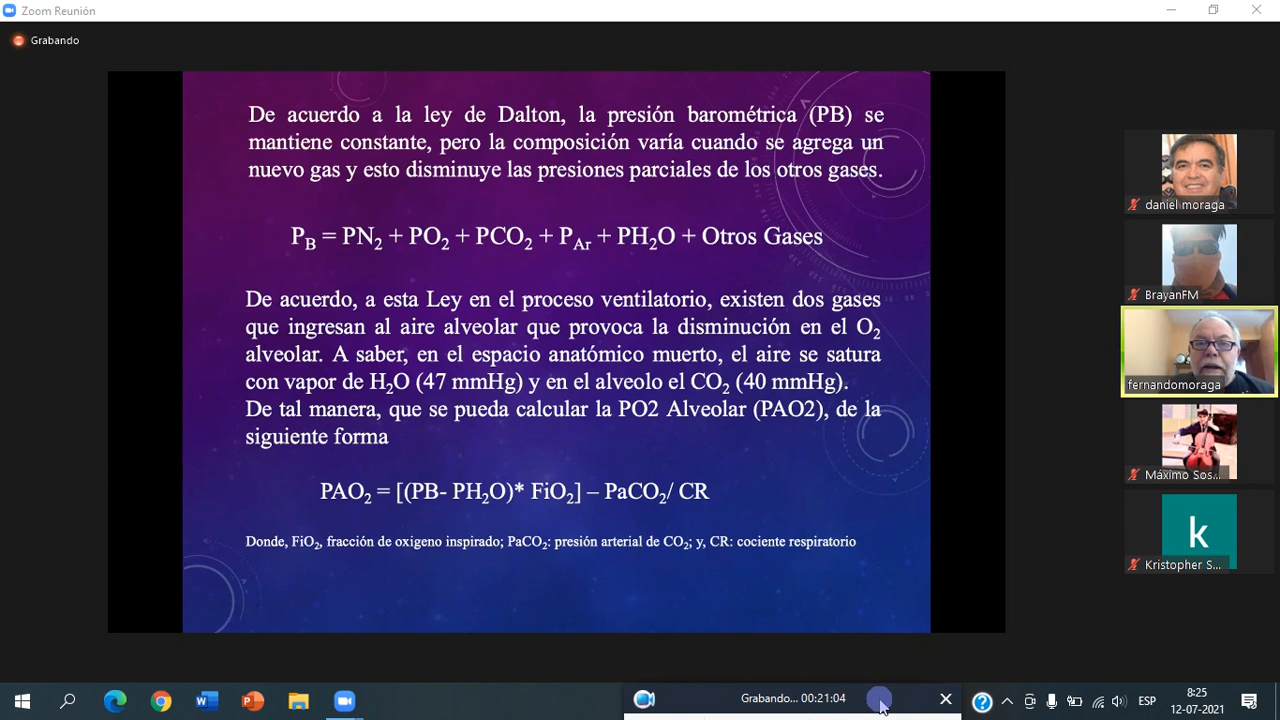 Zoom Reunión
Grabando
De acuerdo a la ley de Dalton, la presión barométrica (PB) se
mantiene constante, pero la composición varía cuando se agrega un
nuevo gas y esto disminuye las presiones parciales de los otros gases.
P_B = PN₂ + PO₂ + PCO₂ + P_Ar + PH₂O + Otros Gases
De acuerdo, a esta Ley en el proceso ventilatorio, existen dos gases
que ingresan al aire alveolar que provoca la disminución en el O₂
alveolar. A saber, en el espacio anatómico muerto, el aire se satura
con vapor de H₂O (47 mmHg) y en el alveolo el CO₂ (40 mmHg).
De tal manera, que se pueda calcular la PO2 Alveolar (PAO2), de la
siguiente forma
PAO₂ = [(PB- PH₂O)* FiO₂] – PaCO₂/ CR
Donde, FiO₂, fracción de oxigeno inspirado; PaCO₂: presión arterial de CO₂; y, CR: cociente respiratorio
daniel moraga
BrayanFM
fernandomoraga
Máximo Sos...
k
Kristopher S...
Grabando... 00:21:04
ESP
8:25
12-07-2021